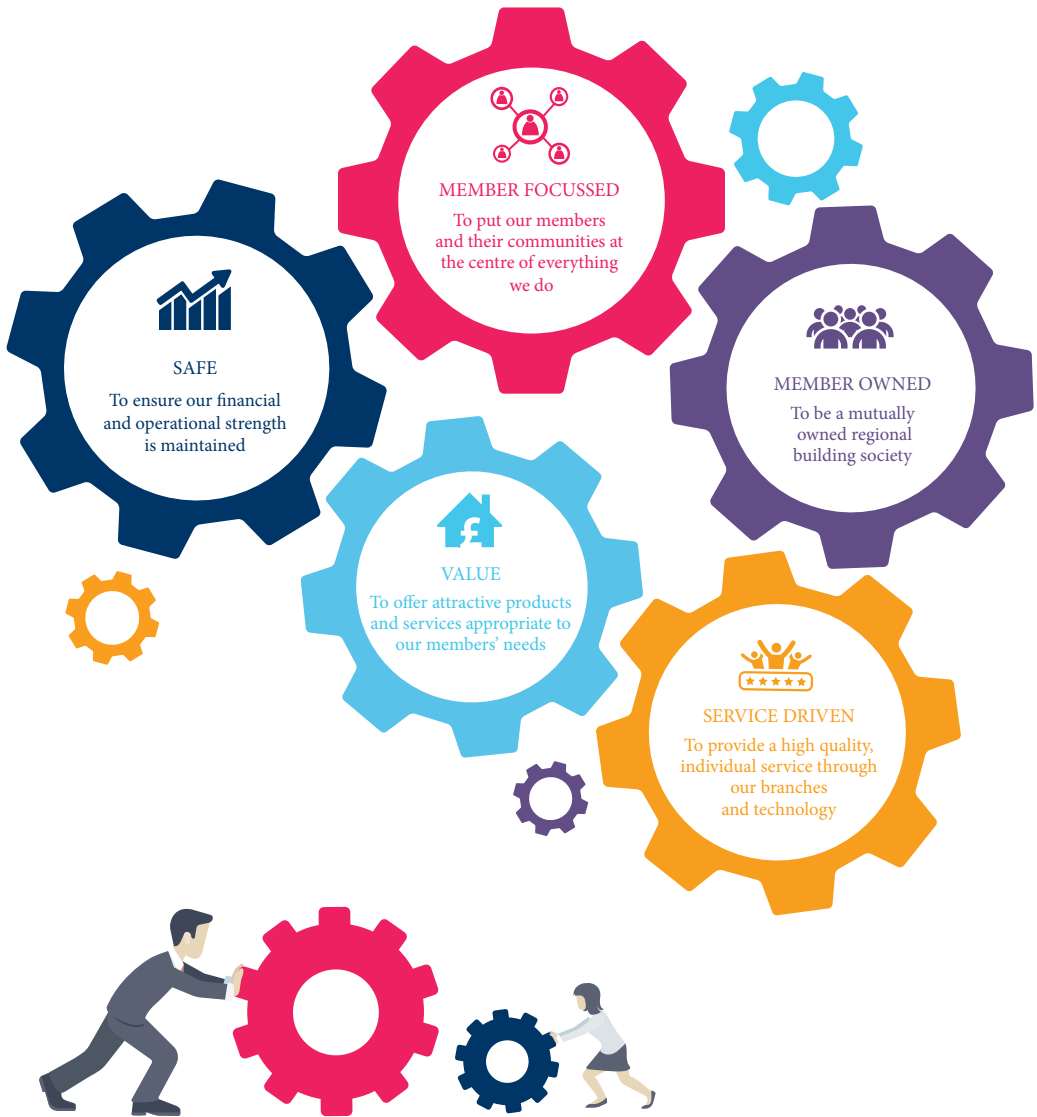 MEMBER FOCUSSED
To put our members
and their communities at
the centre of everything
we do
SAFE
To ensure our financial
and operational strength
is maintained
MEMBER OWNED
To be a mutually
owned regional
building society
£
VALUE
To offer attractive products
and services appropriate to
our members’ needs
SERVICE DRIVEN
To provide a high quality,
individual service through
our branches
and technology